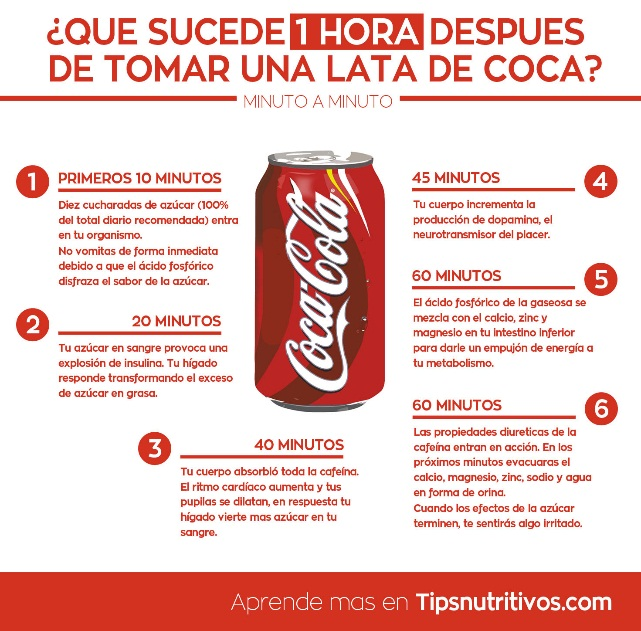 ¿QUE SUCEDE 1 HORA DESPUES
DE TOMAR UNA LATA DE COCA?
MINUTO A MINUTO
1
PRIMEROS 10 MINUTOS
Diez cucharadas de azúcar (100%
del total diario recomendada) entra
en tu organismo.
No vomitas de forma inmediata
debido a que el ácido fosfórico
disfraza el sabor de la azúcar.
2
20 MINUTOS
Tu azúcar en sangre provoca una
explosión de insulina. Tu hígado
responde transformando el exceso
de azúcar en grasa.
3
40 MINUTOS
Tu cuerpo absorbió toda la cafeína.
El ritmo cardíaco aumenta y tus
pupilas se dilatan, en respuesta tu
hígado vierte mas azúcar en tu
sangre.
Coca-Cola
45 MINUTOS
4
Tu cuerpo incrementa la
producción de dopamina, el
neurotransmisor del placer.
60 MINUTOS
5
El ácido fosfórico de la gaseosa se
mezcla con el calcio, zinc y
magnesio en tu intestino inferior
para darle un empujón de energía a
tu metabolismo.
60 MINUTOS
6
Las propiedades diureticas de la
cafeína entran en acción. En los
próximos minutos evacuaras el
calcio, magnesio, zinc, sodio y agua
en forma de orina.
Cuando los efectos de la azúcar
terminen, te sentirás algo irritado.
Aprende mas en Tipsnutritivos.com